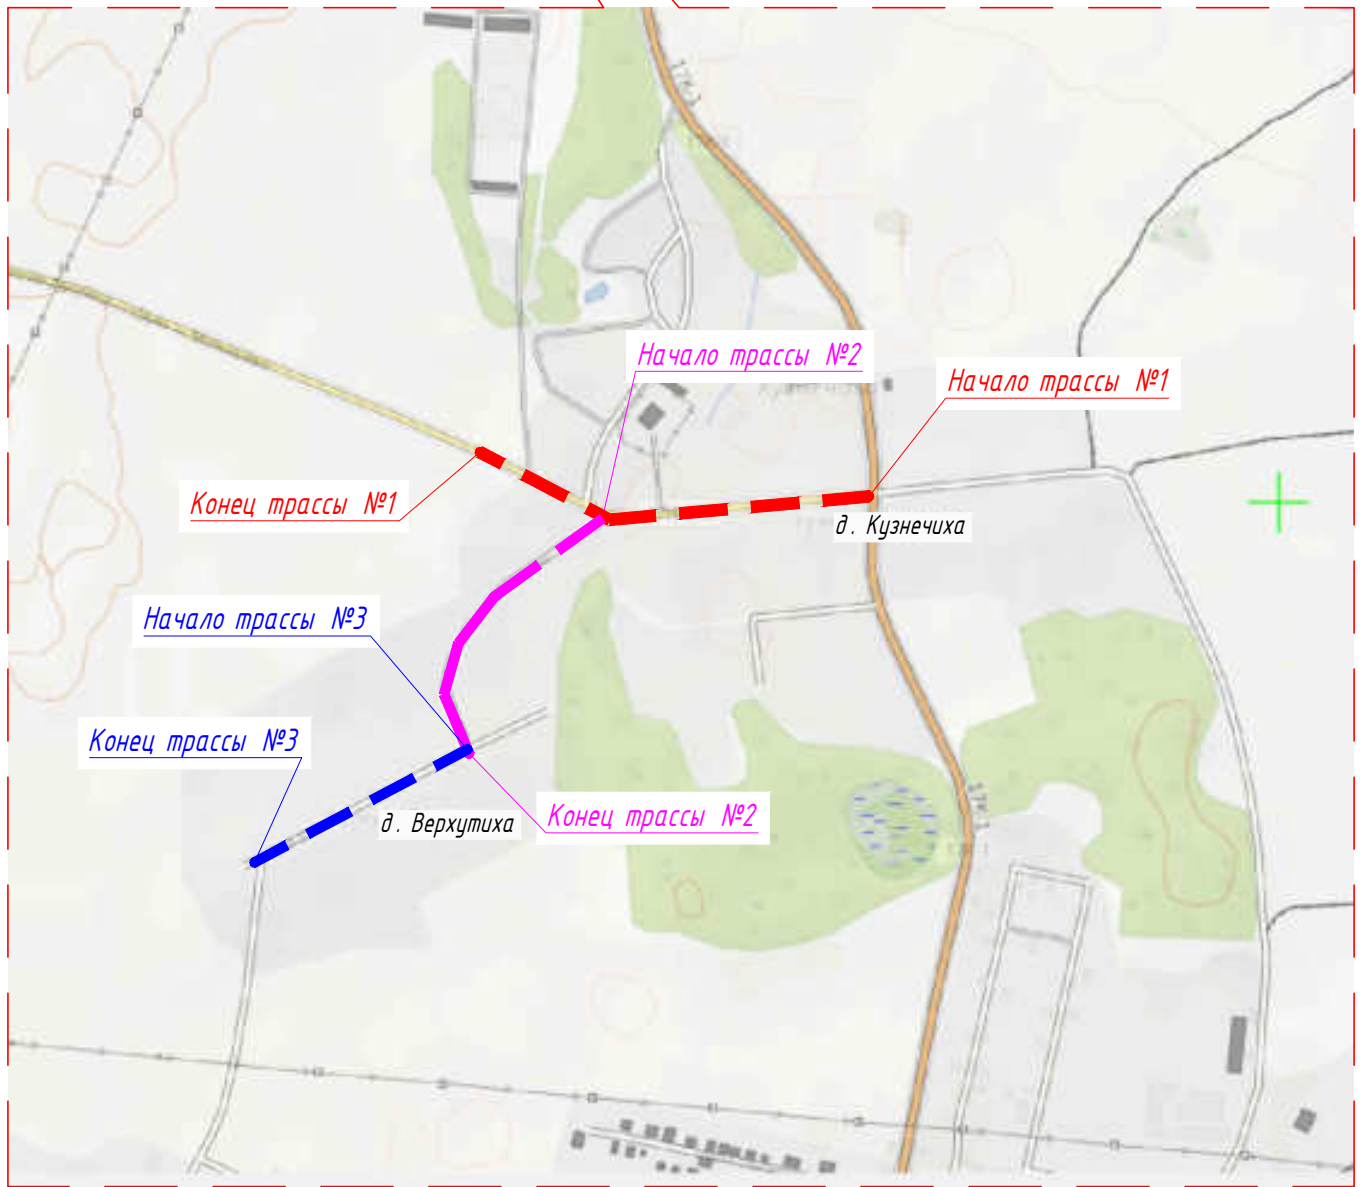 Начало трассы №2
Начало трассы №1
Конец трассы №1
д. Кузнечиха
Начало трассы №3
Конец трассы №3
д. Верхутиха
Конец трассы №2